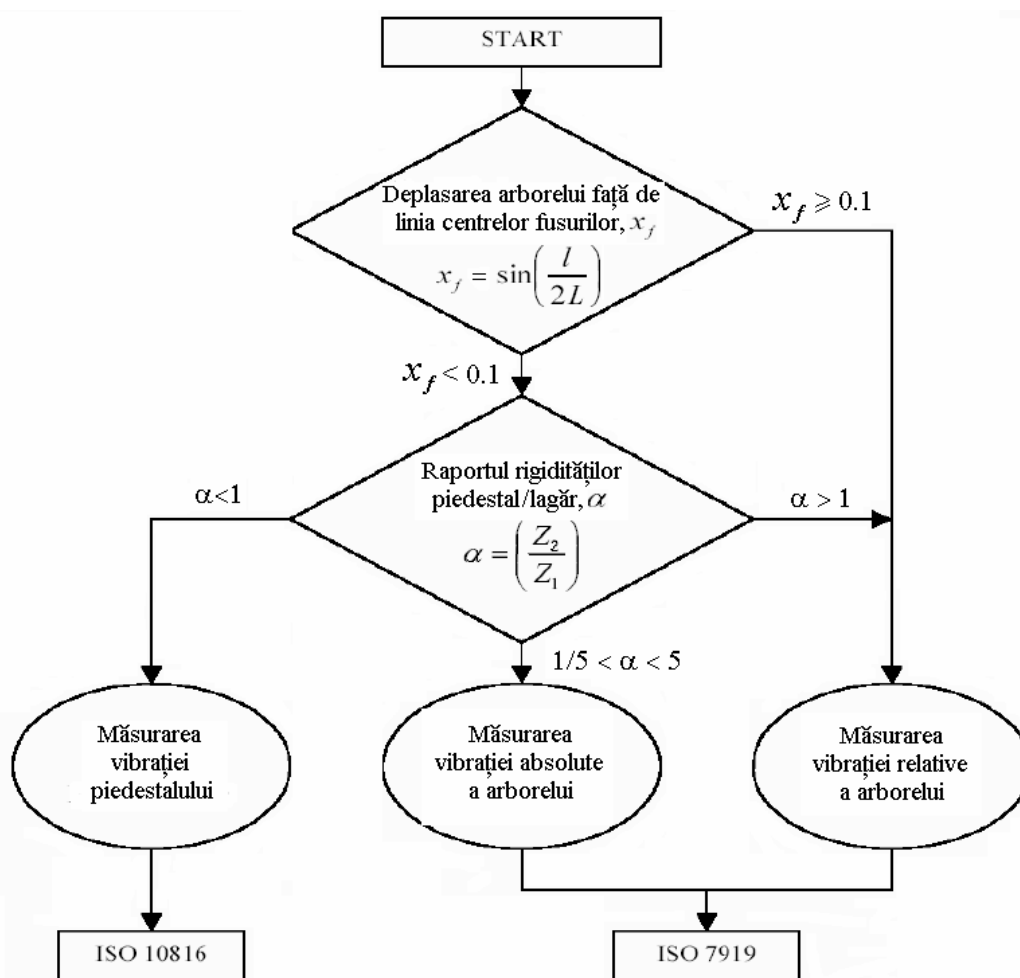 START
Deplasarea arborelui față de
linia centrelor fusurilor, x_f
x_f = sin(l/2L)
x_f ⩾ 0.1
x_f < 0.1
Raportul rigidităților
piedestal/lagăr, α
α = (Z_2/Z_1)
α<1
α > 1
1/5 < α < 5
Măsurarea
vibrației
piedestalului
Măsurarea
vibrației absolute
a arborelui
Măsurarea
vibrației relative
a arborelui
ISO 10816
ISO 7919